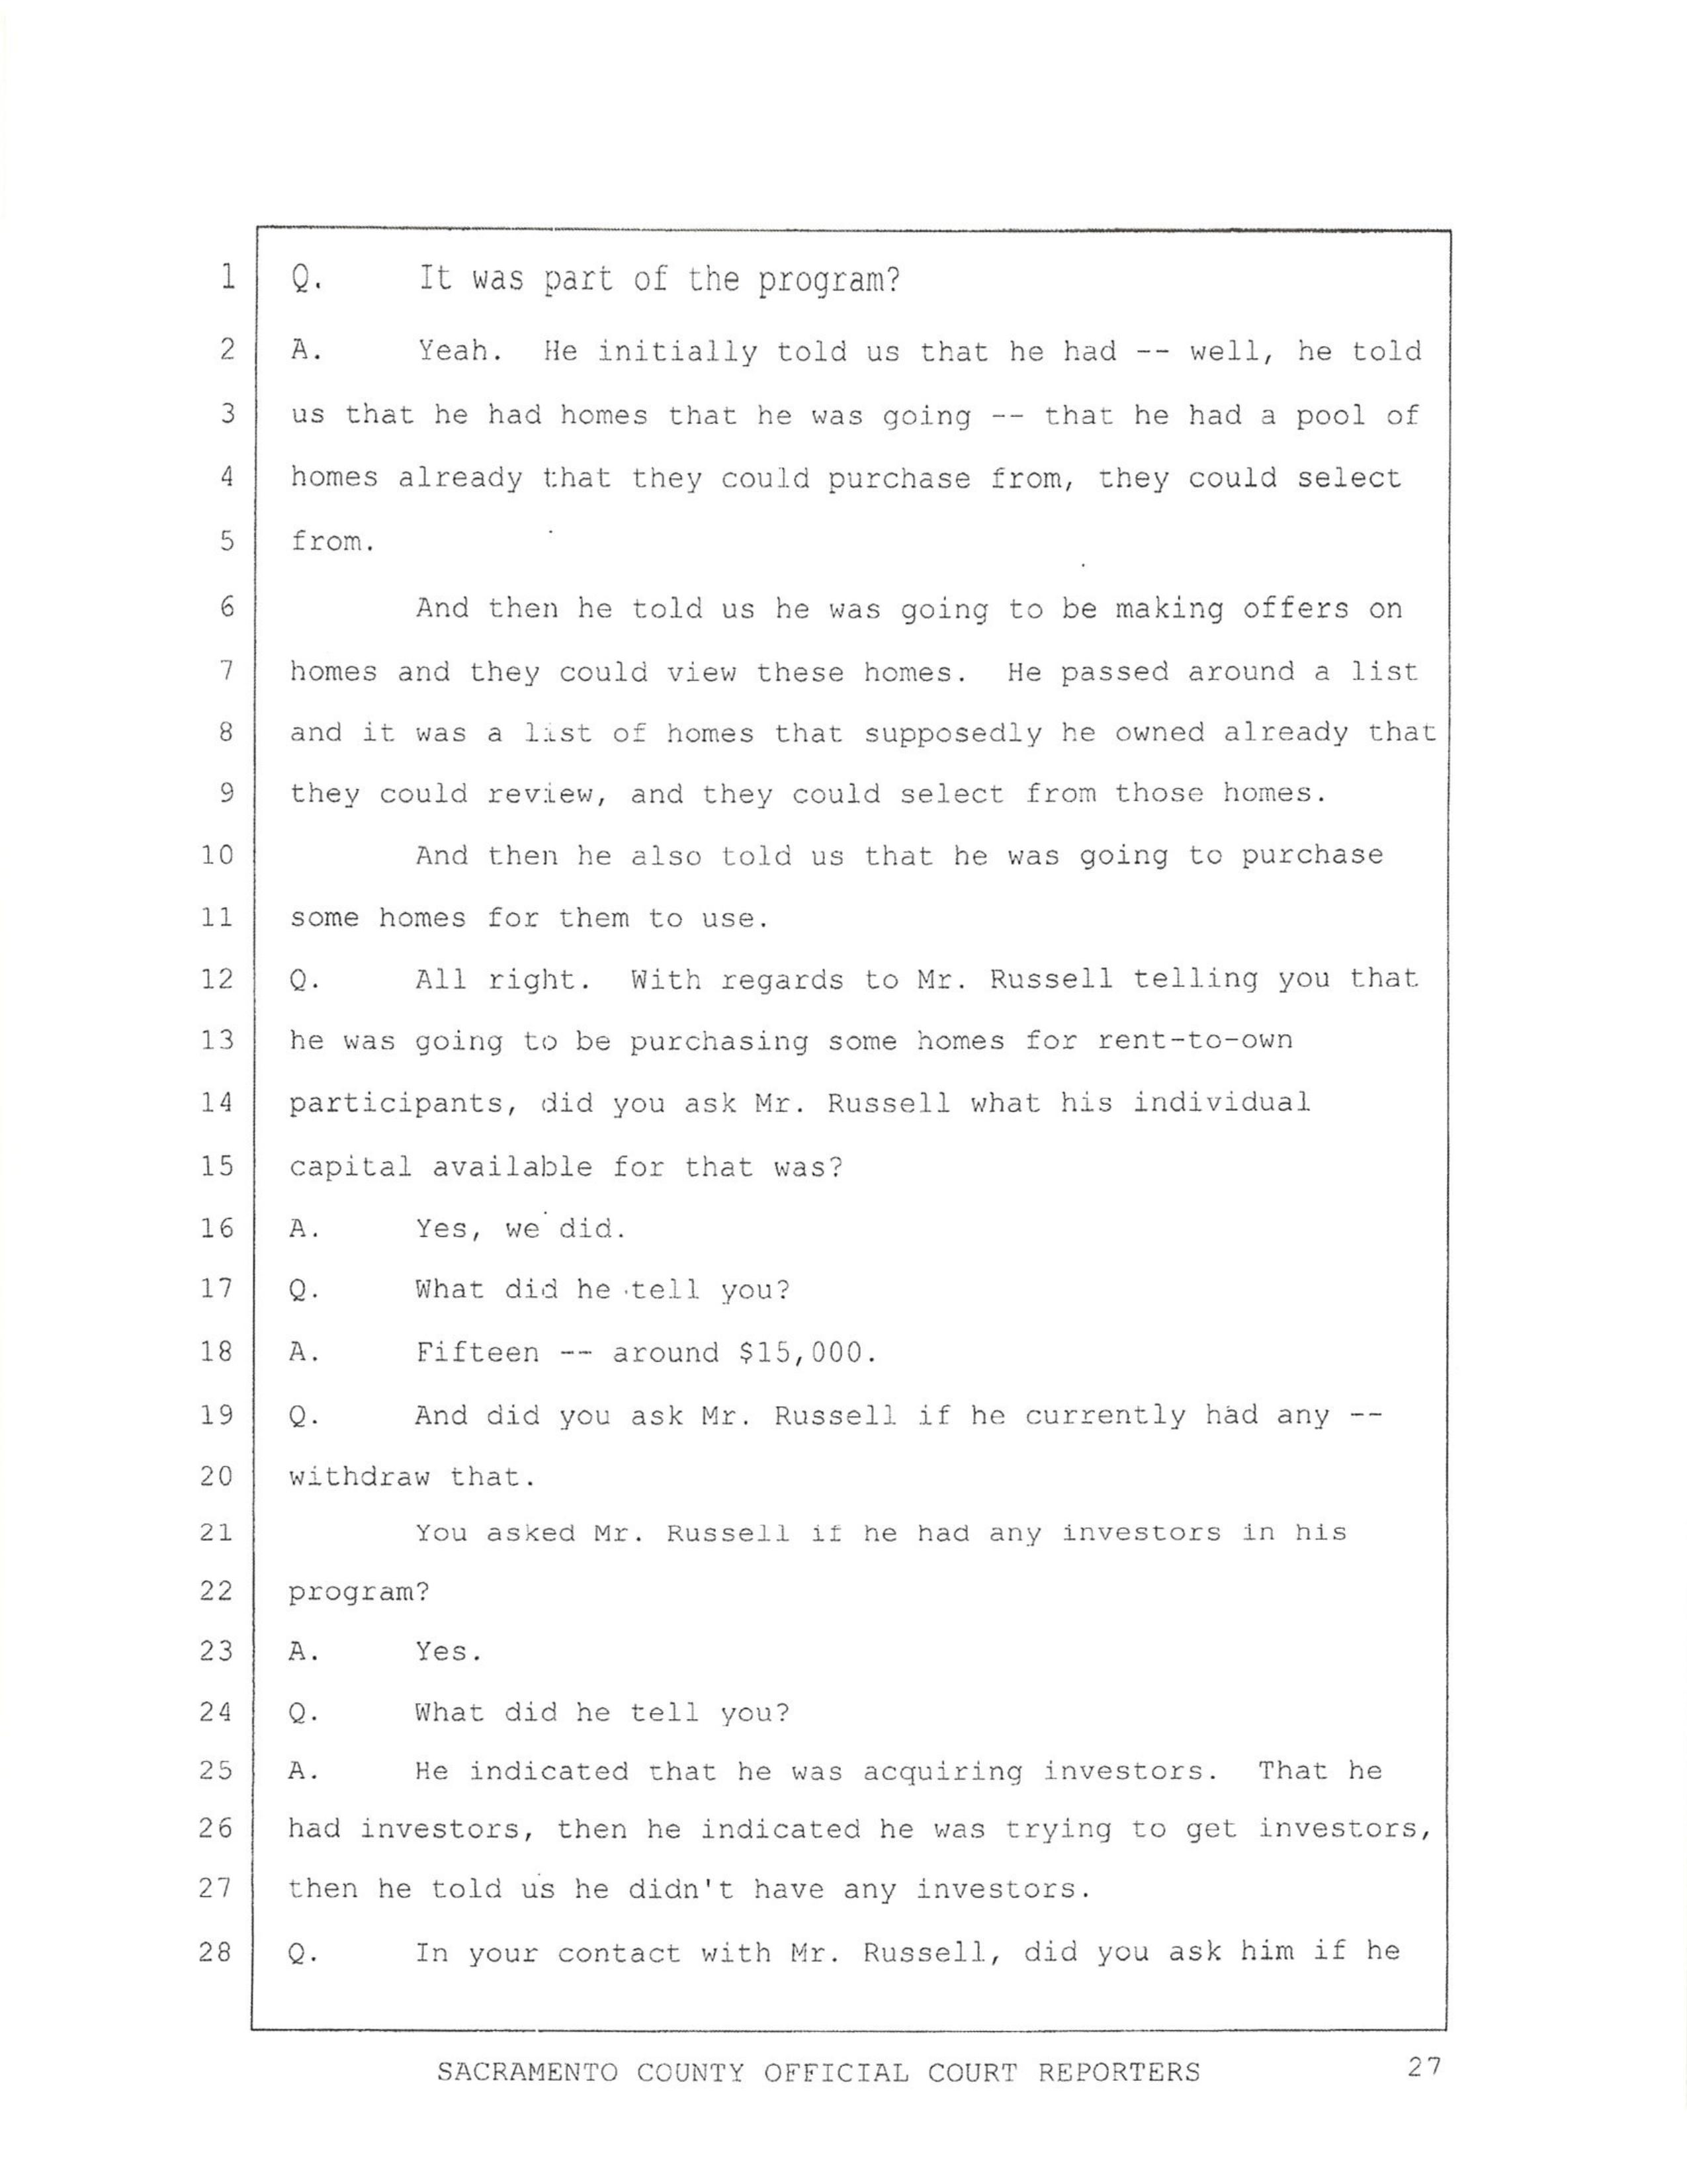 1 Q. It was part of the program?
2 A. Yeah. He initially told us that he had -- well, he told
3 us that he had homes that he was going -- that he had a pool of
4 homes already that they could purchase from, they could select
5 from.
6 And then he told us he was going to be making offers on
7 homes and they could view these homes. He passed around a list
8 and it was a list of homes that supposedly he owned already that
9 they could review, and they could select from those homes.
10 And then he also told us that he was going to purchase
11 some homes for them to use.
12 Q. All right. With regards to Mr. Russell telling you that
13 he was going to be purchasing some homes for rent-to-own
14 participants, did you ask Mr. Russell what his individual
15 capital available for that was?
16 A. Yes, we did.
17 Q. What did he tell you?
18 A. Fifteen -- around $15,000.
19 Q. And did you ask Mr. Russell if he currently had any --
20 withdraw that.
21 You asked Mr. Russell if he had any investors in his
22 program?
23 A. Yes.
24 Q. What did he tell you?
25 A. He indicated that he was acquiring investors. That he
26 had investors, then he indicated he was trying to get investors,
27 then he told us he didn't have any investors.
28 Q. In your contact with Mr. Russell, did you ask him if he
SACRAMENTO COUNTY OFFICIAL COURT REPORTERS 27